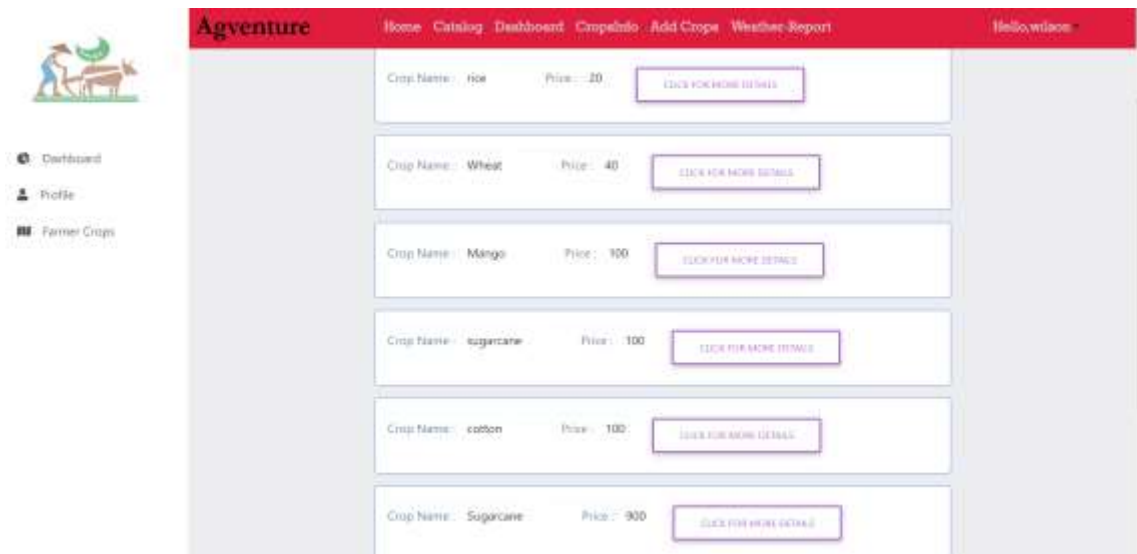 Agventure Home Catalog Dashboard CropsInfo Add Crops Weather-Report Hello,wilson
Dashboard
Profile
Farmer Crops
Crop Name : rice Price : 20 CLICK FOR MORE DETAILS
Crop Name : Wheat Price : 40 CLICK FOR MORE DETAILS
Crop Name : Mango Price : 100 CLICK FOR MORE DETAILS
Crop Name : sugarcane Price : 100 CLICK FOR MORE DETAILS
Crop Name : cotton Price : 100 CLICK FOR MORE DETAILS
Crop Name : Sugarcane Price : 900 CLICK FOR MORE DETAILS